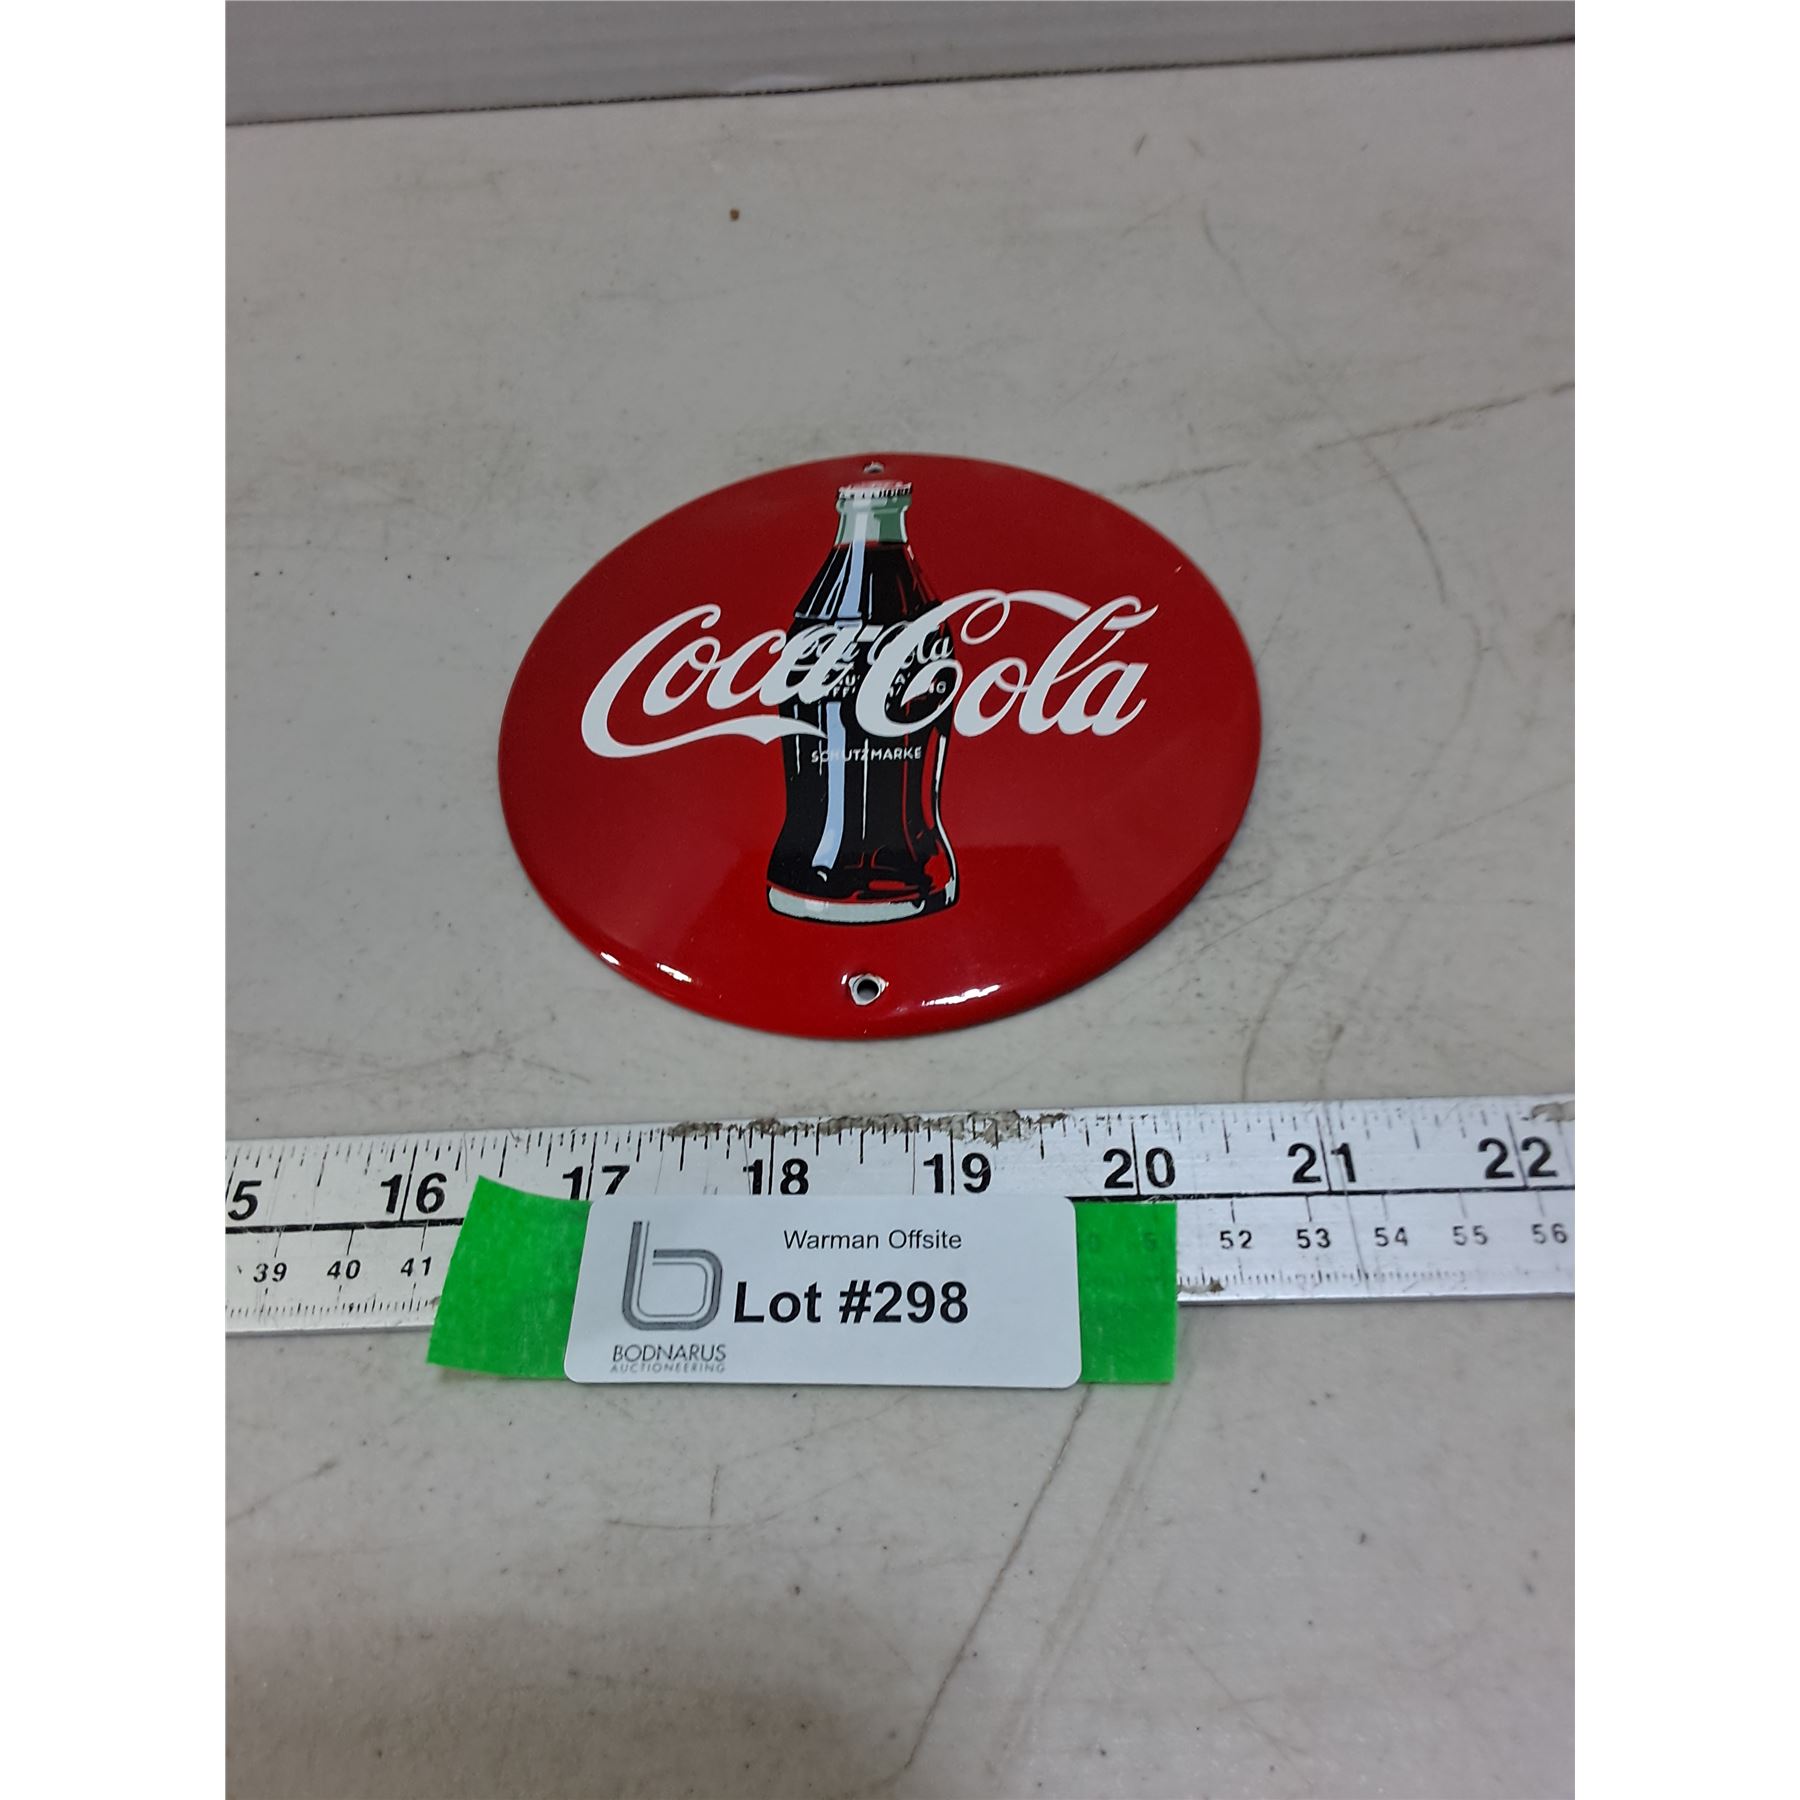 Coca-Cola
SCHUTZMARKE
5 16 17 18 19 20 21 22
39 40 41 52 53 54 55 56
Warman Offsite
Lot #298
BODNARUS
AUCTIONEERING